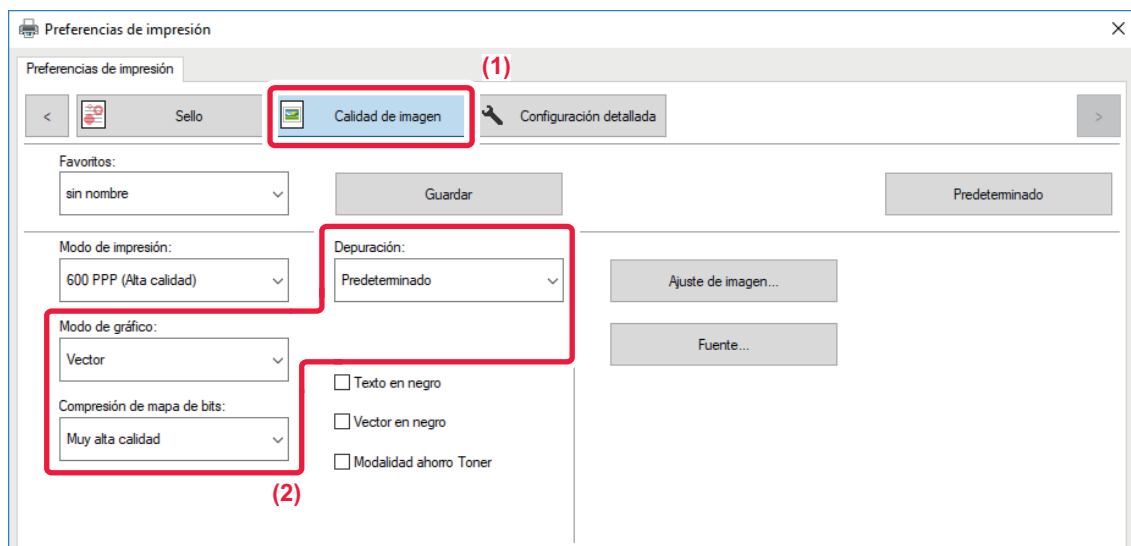 Preferencias de impresión
Preferencias de impresión
(1)
<
Sello
Calidad de imagen
Configuración detallada
>
Favoritos:
sin nombre
Guardar
Predeterminado
Modo de impresión:
600 PPP (Alta calidad)
Depuración:
Predeterminado
Ajuste de imagen...
Modo de gráfico:
Vector
Fuente...
Compresión de mapa de bits:
Muy alta calidad
Texto en negro
Vector en negro
Modalidad ahorro Toner
(2)